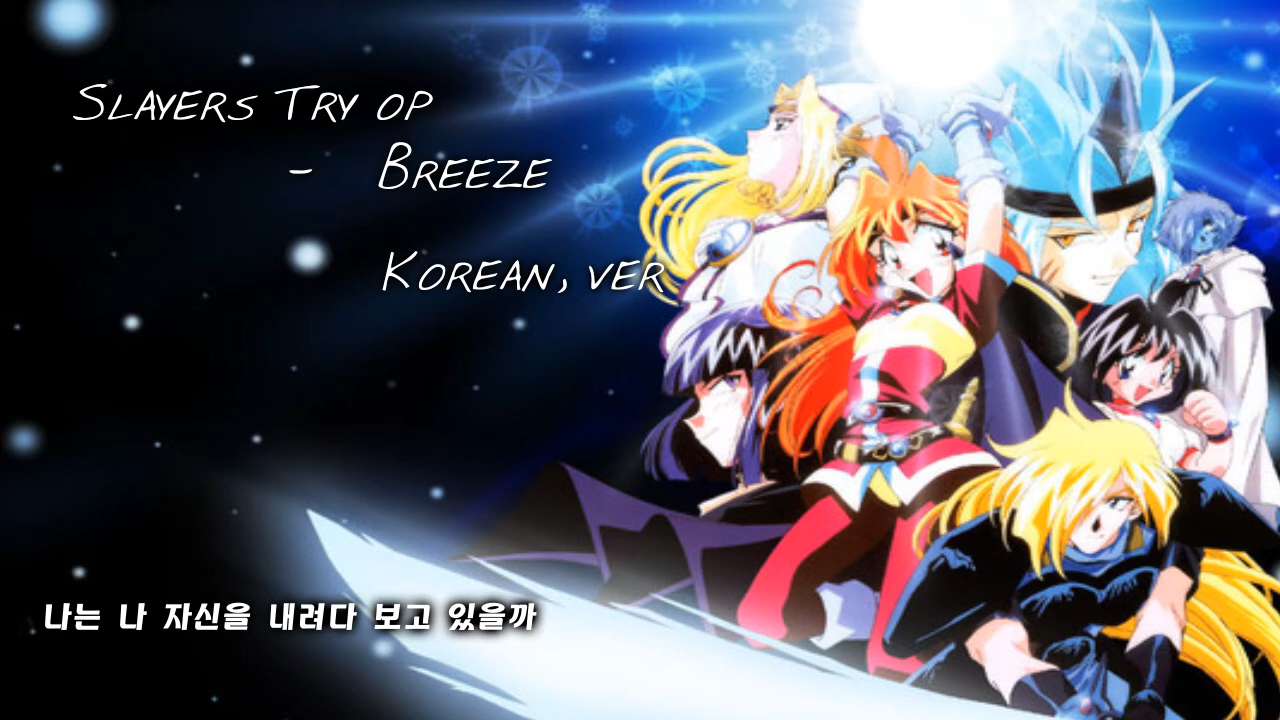 Slayers Try op
- Breeze
Korean, ver
나는 나 자신을 내려다 보고 있을까